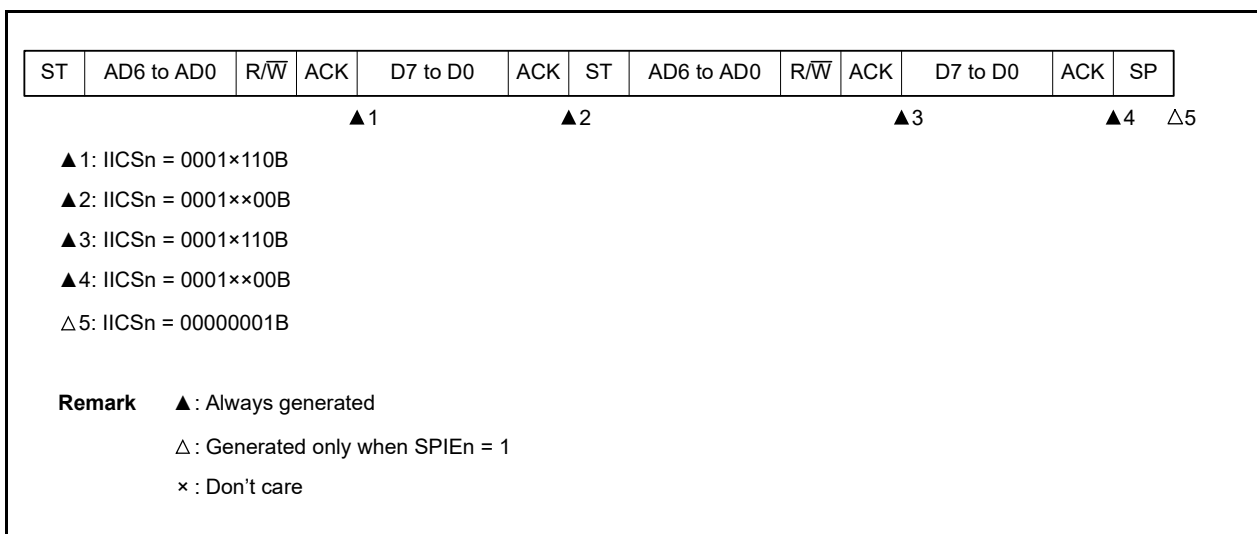 ST AD6 to AD0 R/W̅ ACK D7 to D0 ACK ST AD6 to AD0 R/W̅ ACK D7 to D0 ACK SP
▲1 ▲2 ▲3 ▲4 △5
▲1: IICSn = 0001×110B
▲2: IICSn = 0001××00B
▲3: IICSn = 0001×110B
▲4: IICSn = 0001××00B
△5: IICSn = 00000001B
Remark ▲: Always generated
△: Generated only when SPIEn = 1
×: Don't care